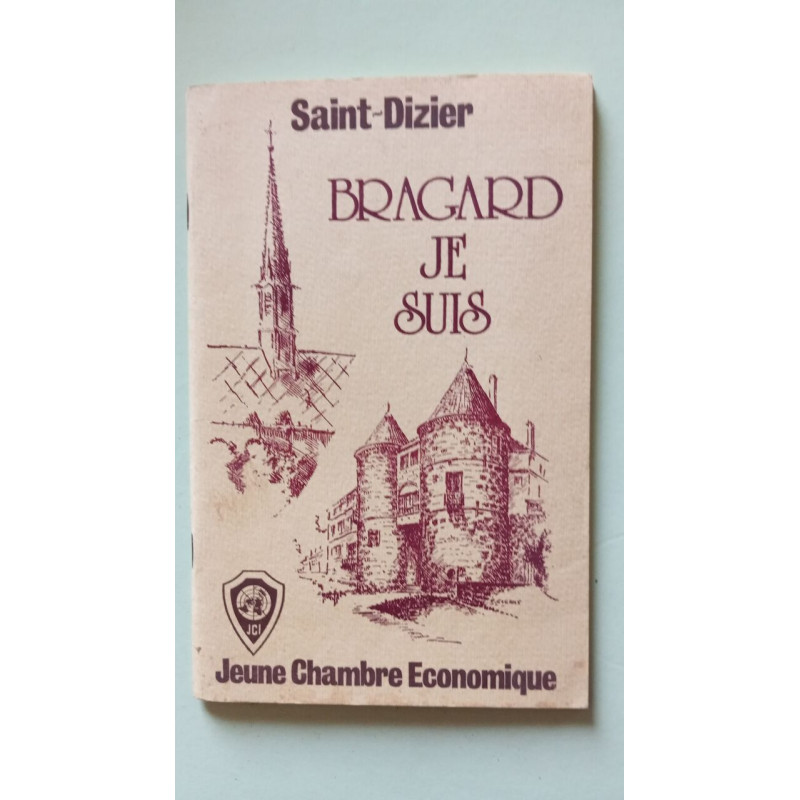 Saint-Dizier
BRAGARD
JE
SUIS
JCI
Jeune Chambre Economique